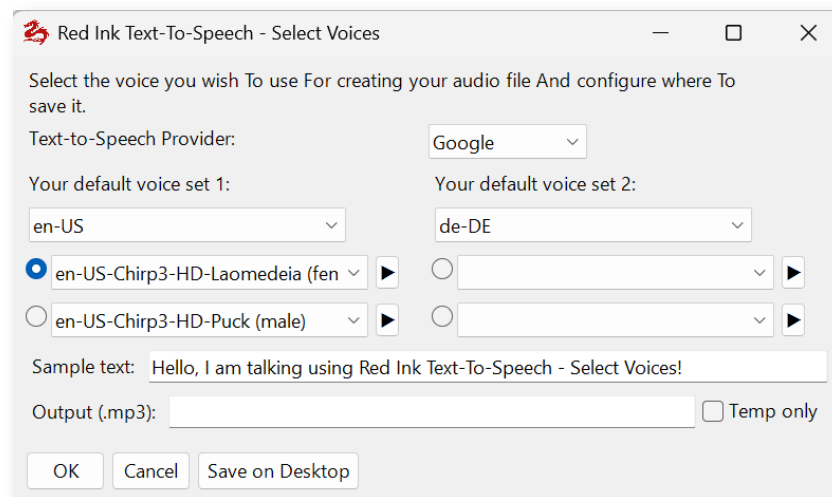 Red Ink Text-To-Speech - Select Voices
Select the voice you wish To use For creating your audio file And configure where To
save it.
Text-to-Speech Provider:
Google
Your default voice set 1:
Your default voice set 2:
en-US
de-DE
en-US-Chirp3-HD-Laomedeia (fen
en-US-Chirp3-HD-Puck (male)
Sample text: Hello, I am talking using Red Ink Text-To-Speech - Select Voices!
Output (.mp3):
Temp only
OK
Cancel
Save on Desktop